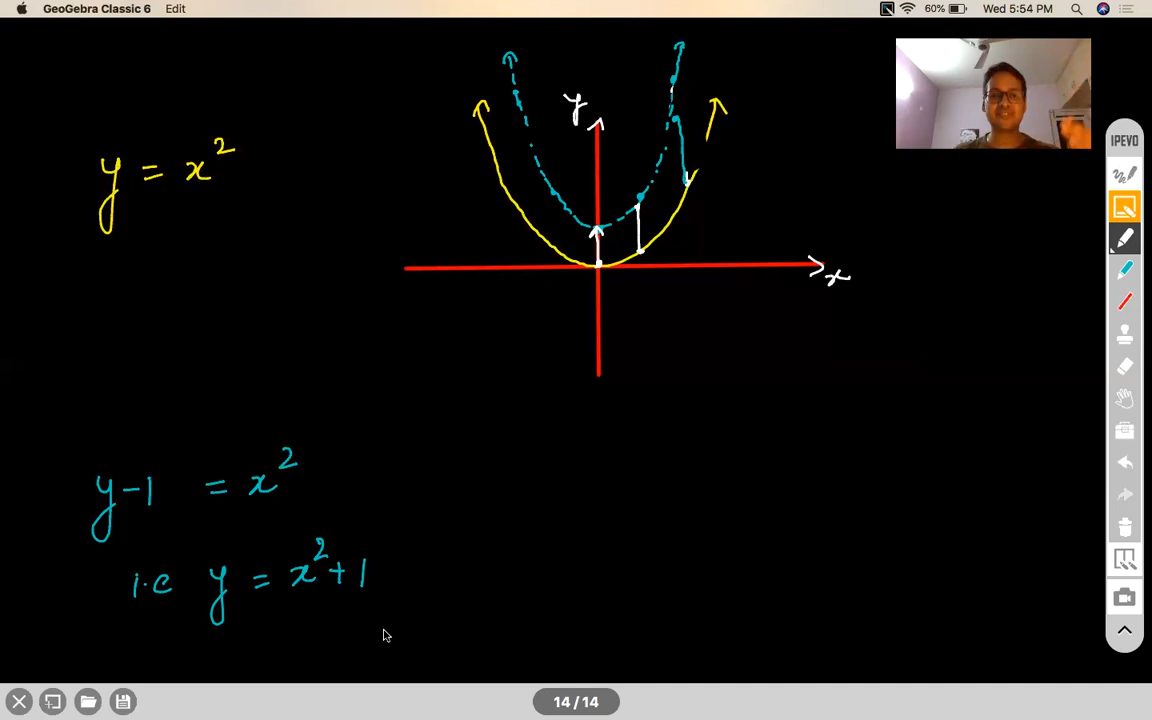 GeoGebra Classic 6 Edit 60% Wed 5:54 PM
IPEVO
y
y = x²
x
y-1 = x²
i.e y = x²+1
14/14